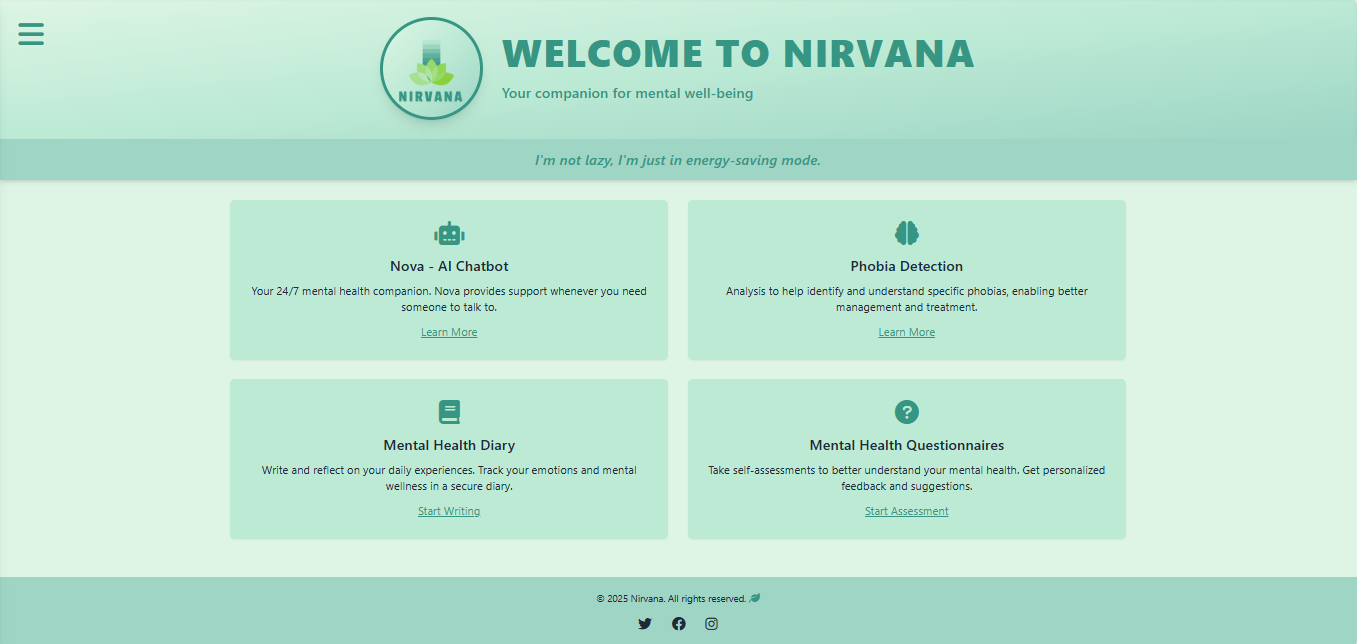 NIRVANA
WELCOME TO NIRVANA
Your companion for mental well-being
I'm not lazy, I'm just in energy-saving mode.
Nova - AI Chatbot
Your 24/7 mental health companion. Nova provides support whenever you need
someone to talk to.
Learn More
Phobia Detection
Analysis to help identify and understand specific phobias, enabling better
management and treatment.
Learn More
Mental Health Diary
Write and reflect on your daily experiences. Track your emotions and mental
wellness in a secure diary.
Start Writing
Mental Health Questionnaires
Take self-assessments to better understand your mental health. Get personalized
feedback and suggestions.
Start Assessment
© 2025 Nirvana. All rights reserved.